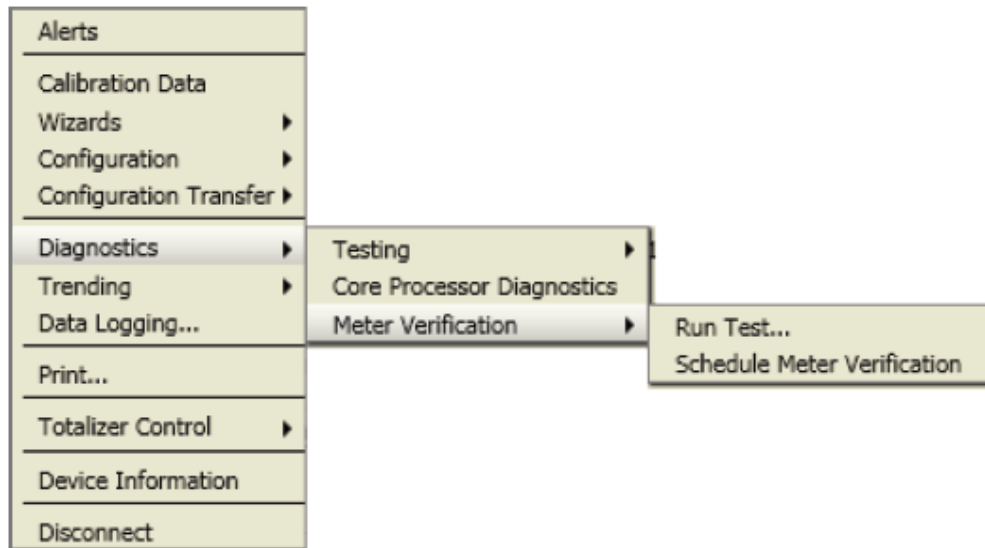 Alerts
Calibration Data
Wizards
Configuration
Configuration Transfer
Diagnostics
Trending
Data Logging...
Print...
Totalizer Control
Device Information
Disconnect
Testing
Core Processor Diagnostics
Meter Verification
Run Test...
Schedule Meter Verification